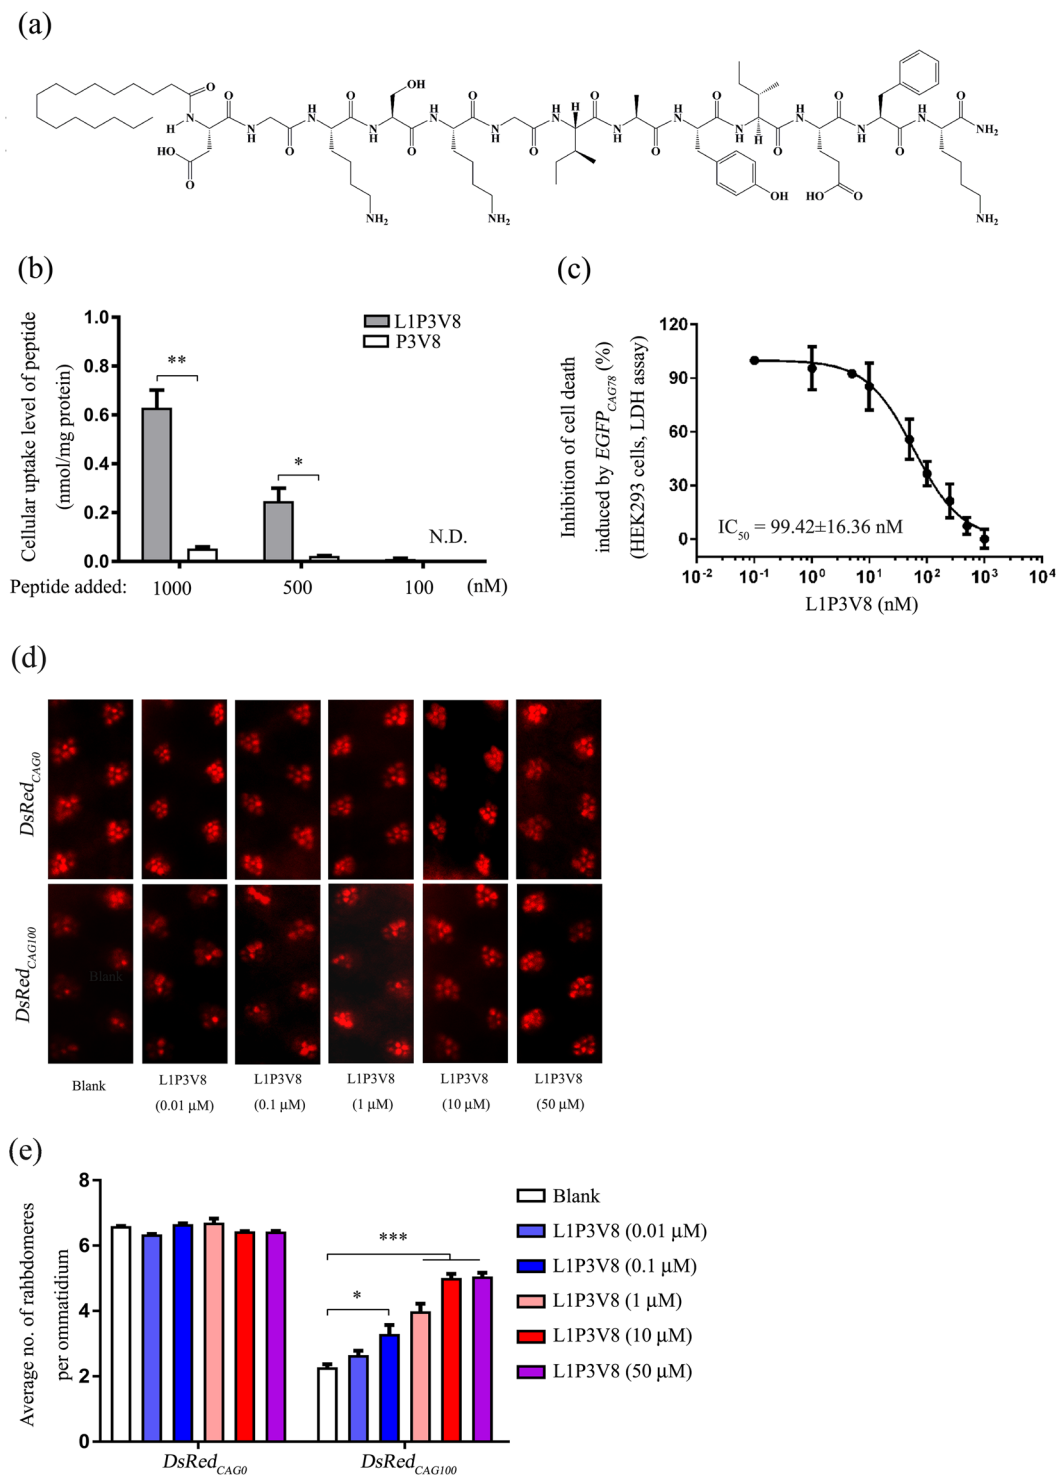 (a)
O
N
H
O
HO
O
H
N
O
H
N
O
N
H
OH
O
H
N
O
N
H
O
H
N
H
O
N
H
O
H
N
O
N
H
H
O
H
N
O
N
H
O
H
N
O
NH2
NH2
NH2
OH
HO
O
NH2
(b)
Cellular uptake level of peptide
(nmol/mg protein)
1.0
0.8
0.6
0.4
0.2
0.0
**
*
N.D.
L1P3V8
P3V8
Peptide added:
1000
500
100
(nM)
(c)
Inhibition of cell death
induced by EGFPCAG78 (%)
(HEK293 cells, LDH assay)
120
90
60
30
0
IC50 = 99.42±16.36 nM
10-2
10-1
100
101
102
103
104
L1P3V8 (nM)
(d)
DsRedCAG0
DsRedCAG100
Blank
Blank
L1P3V8
(0.01 μM)
L1P3V8
(0.1 μM)
L1P3V8
(1 μM)
L1P3V8
(10 μM)
L1P3V8
(50 μM)
(e)
Average no. of rahbdomeres
per ommatidium
8
6
4
2
0
*
***
DsRedCAG0
DsRedCAG100
Blank
L1P3V8 (0.01 μM)
L1P3V8 (0.1 μM)
L1P3V8 (1 μM)
L1P3V8 (10 μM)
L1P3V8 (50 μM)